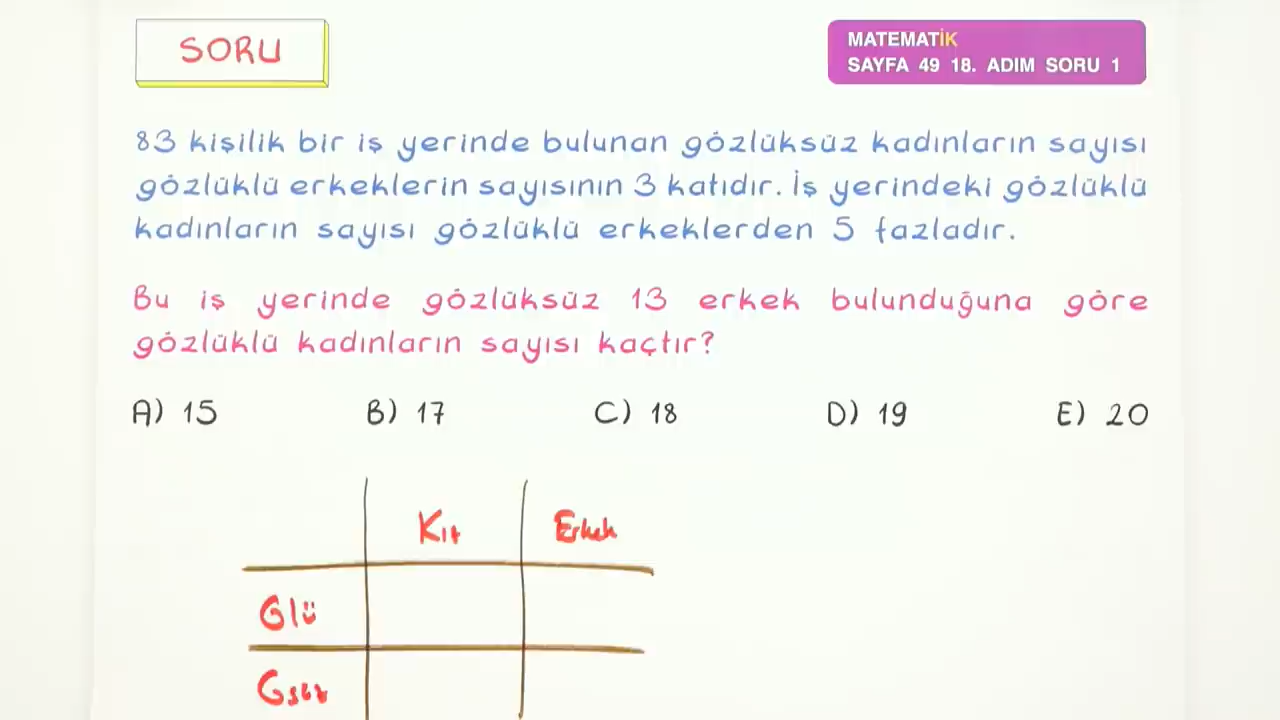 SORU
MATEMATİK
SAYFA 49 18. ADIM SORU 1
83 kişilik bir iş yerinde bulunan gözlüksüz kadınların sayısı
gözlüklü erkeklerin sayısının 3 katıdır. İş yerindeki gözlüklü
kadınların sayısı gözlüklü erkeklerden 5 fazladır.
Bu iş yerinde gözlüksüz 13 erkek bulunduğuna göre
gözlüklü kadınların sayısı kaçtır?
A) 15 B) 17 C) 18 D) 19 E) 20
Kız Erkek
Glü
Gsüz